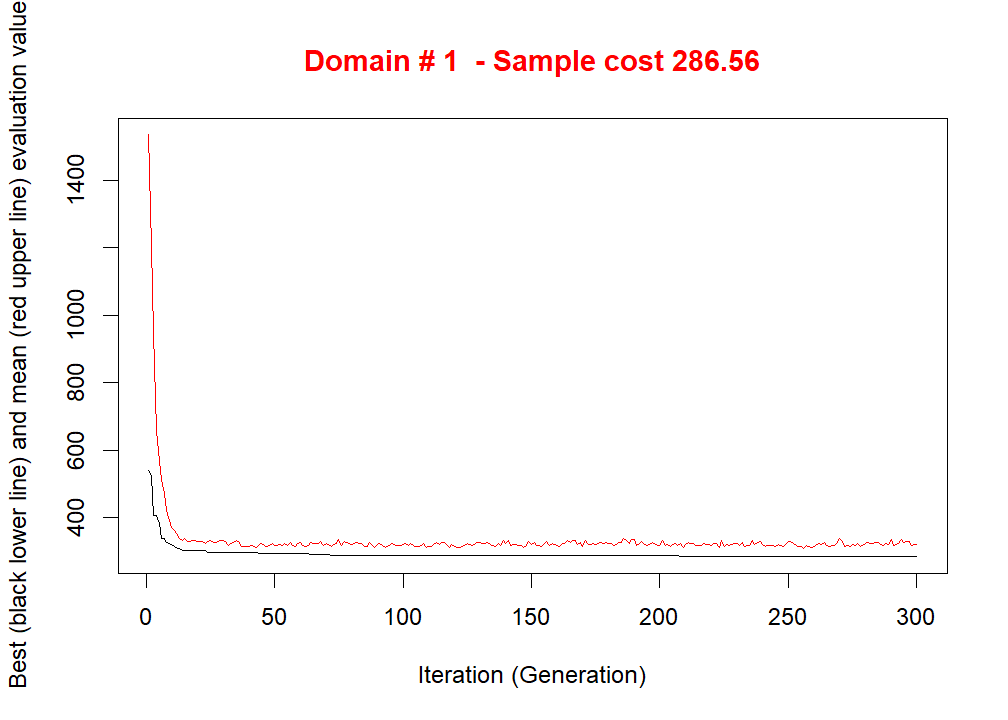 Domain # 1  - Sample cost 286.56
Best (black lower line) and mean (red upper line) evaluation value
1400
1000
800
600
400
0 50 100 150 200 250 300
Iteration (Generation)